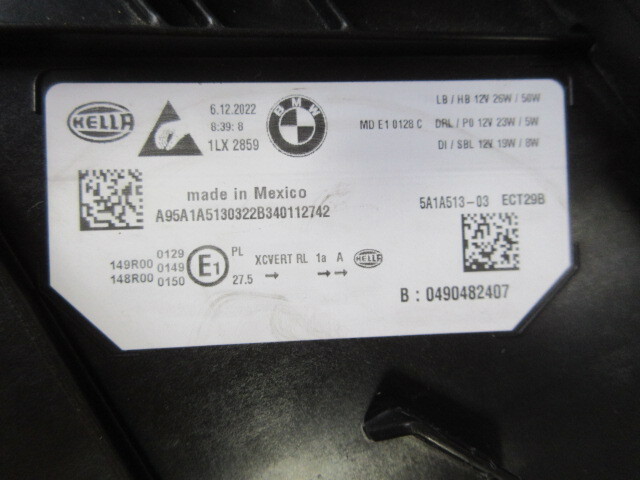 HELLA
6.12.2022
8:39: 8
1LX 2859
BMW
MD E1 0128 C
LB / HB 12V 26W / 50W
DRL / PO 12V 23W / 5W
DI / SBL 12V 19W / 8W
made in Mexico
A95A1A5130322B340112742
5A1A513-03 ECT29B
149R00 0129
0149
148R00 0150
E1
PL
27.5
XCVERT RL 1a A
→ →→
HELLA
B : 0490482407